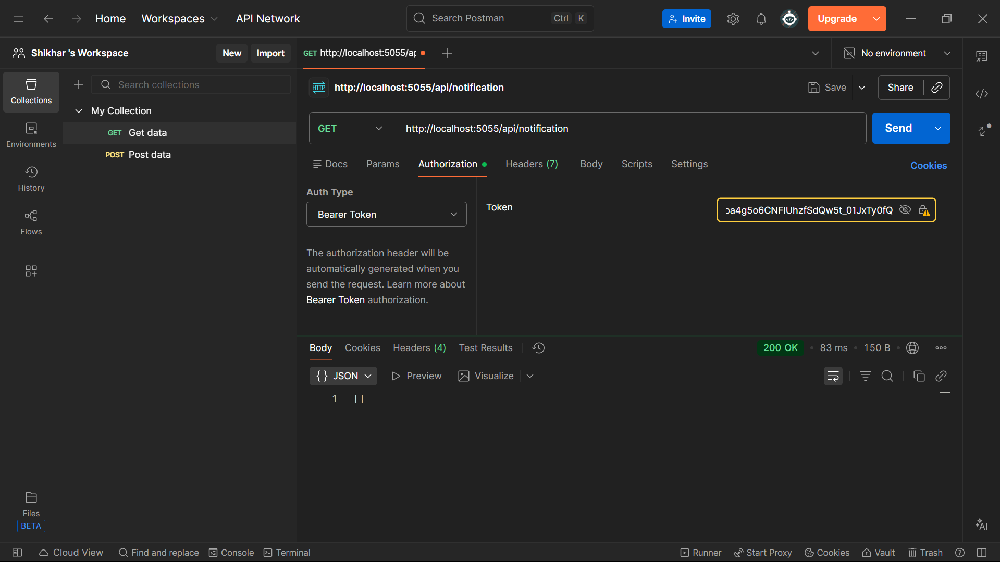 Home Workspaces API Network Search Postman Ctrl K Invite Upgrade
Shikhar 's Workspace New Import GET http://localhost:5055/ap No environment
Collections
Search collections
http://localhost:5055/api/notification Save Share
My Collection
GET Get data
POST Post data
GET http://localhost:5055/api/notification Send
Environments
History
Flows
Docs Params Authorization Headers (7) Body Scripts Settings Cookies
Auth Type
Bearer Token
Token
oa4g5o6CNFlUhzfSdQw5t_01JxTy0fQ
The authorization header will be
automatically generated when you
send the request. Learn more about
Bearer Token authorization.
Body Cookies Headers (4) Test Results 200 OK • 83 ms • 150 B •
{} JSON Preview Visualize
1 []
Files
BETA
AI
Cloud View Find and replace Console Terminal Runner Start Proxy Cookies Vault Trash